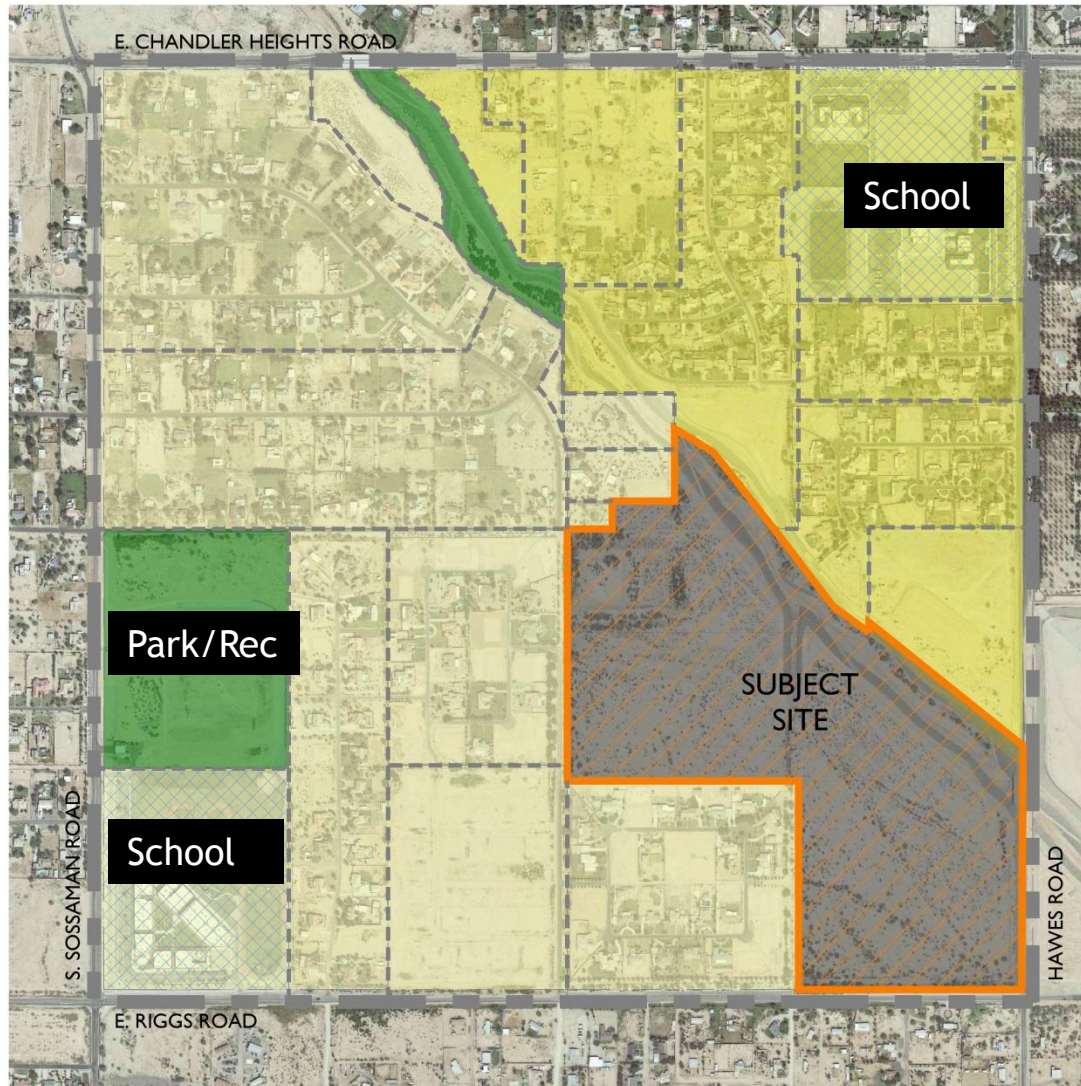 E. CHANDLER HEIGHTS ROAD
School
Park/Rec
SUBJECT
SITE
School
S. SOSSAMAN ROAD
HAWES ROAD
E. RIGGS ROAD